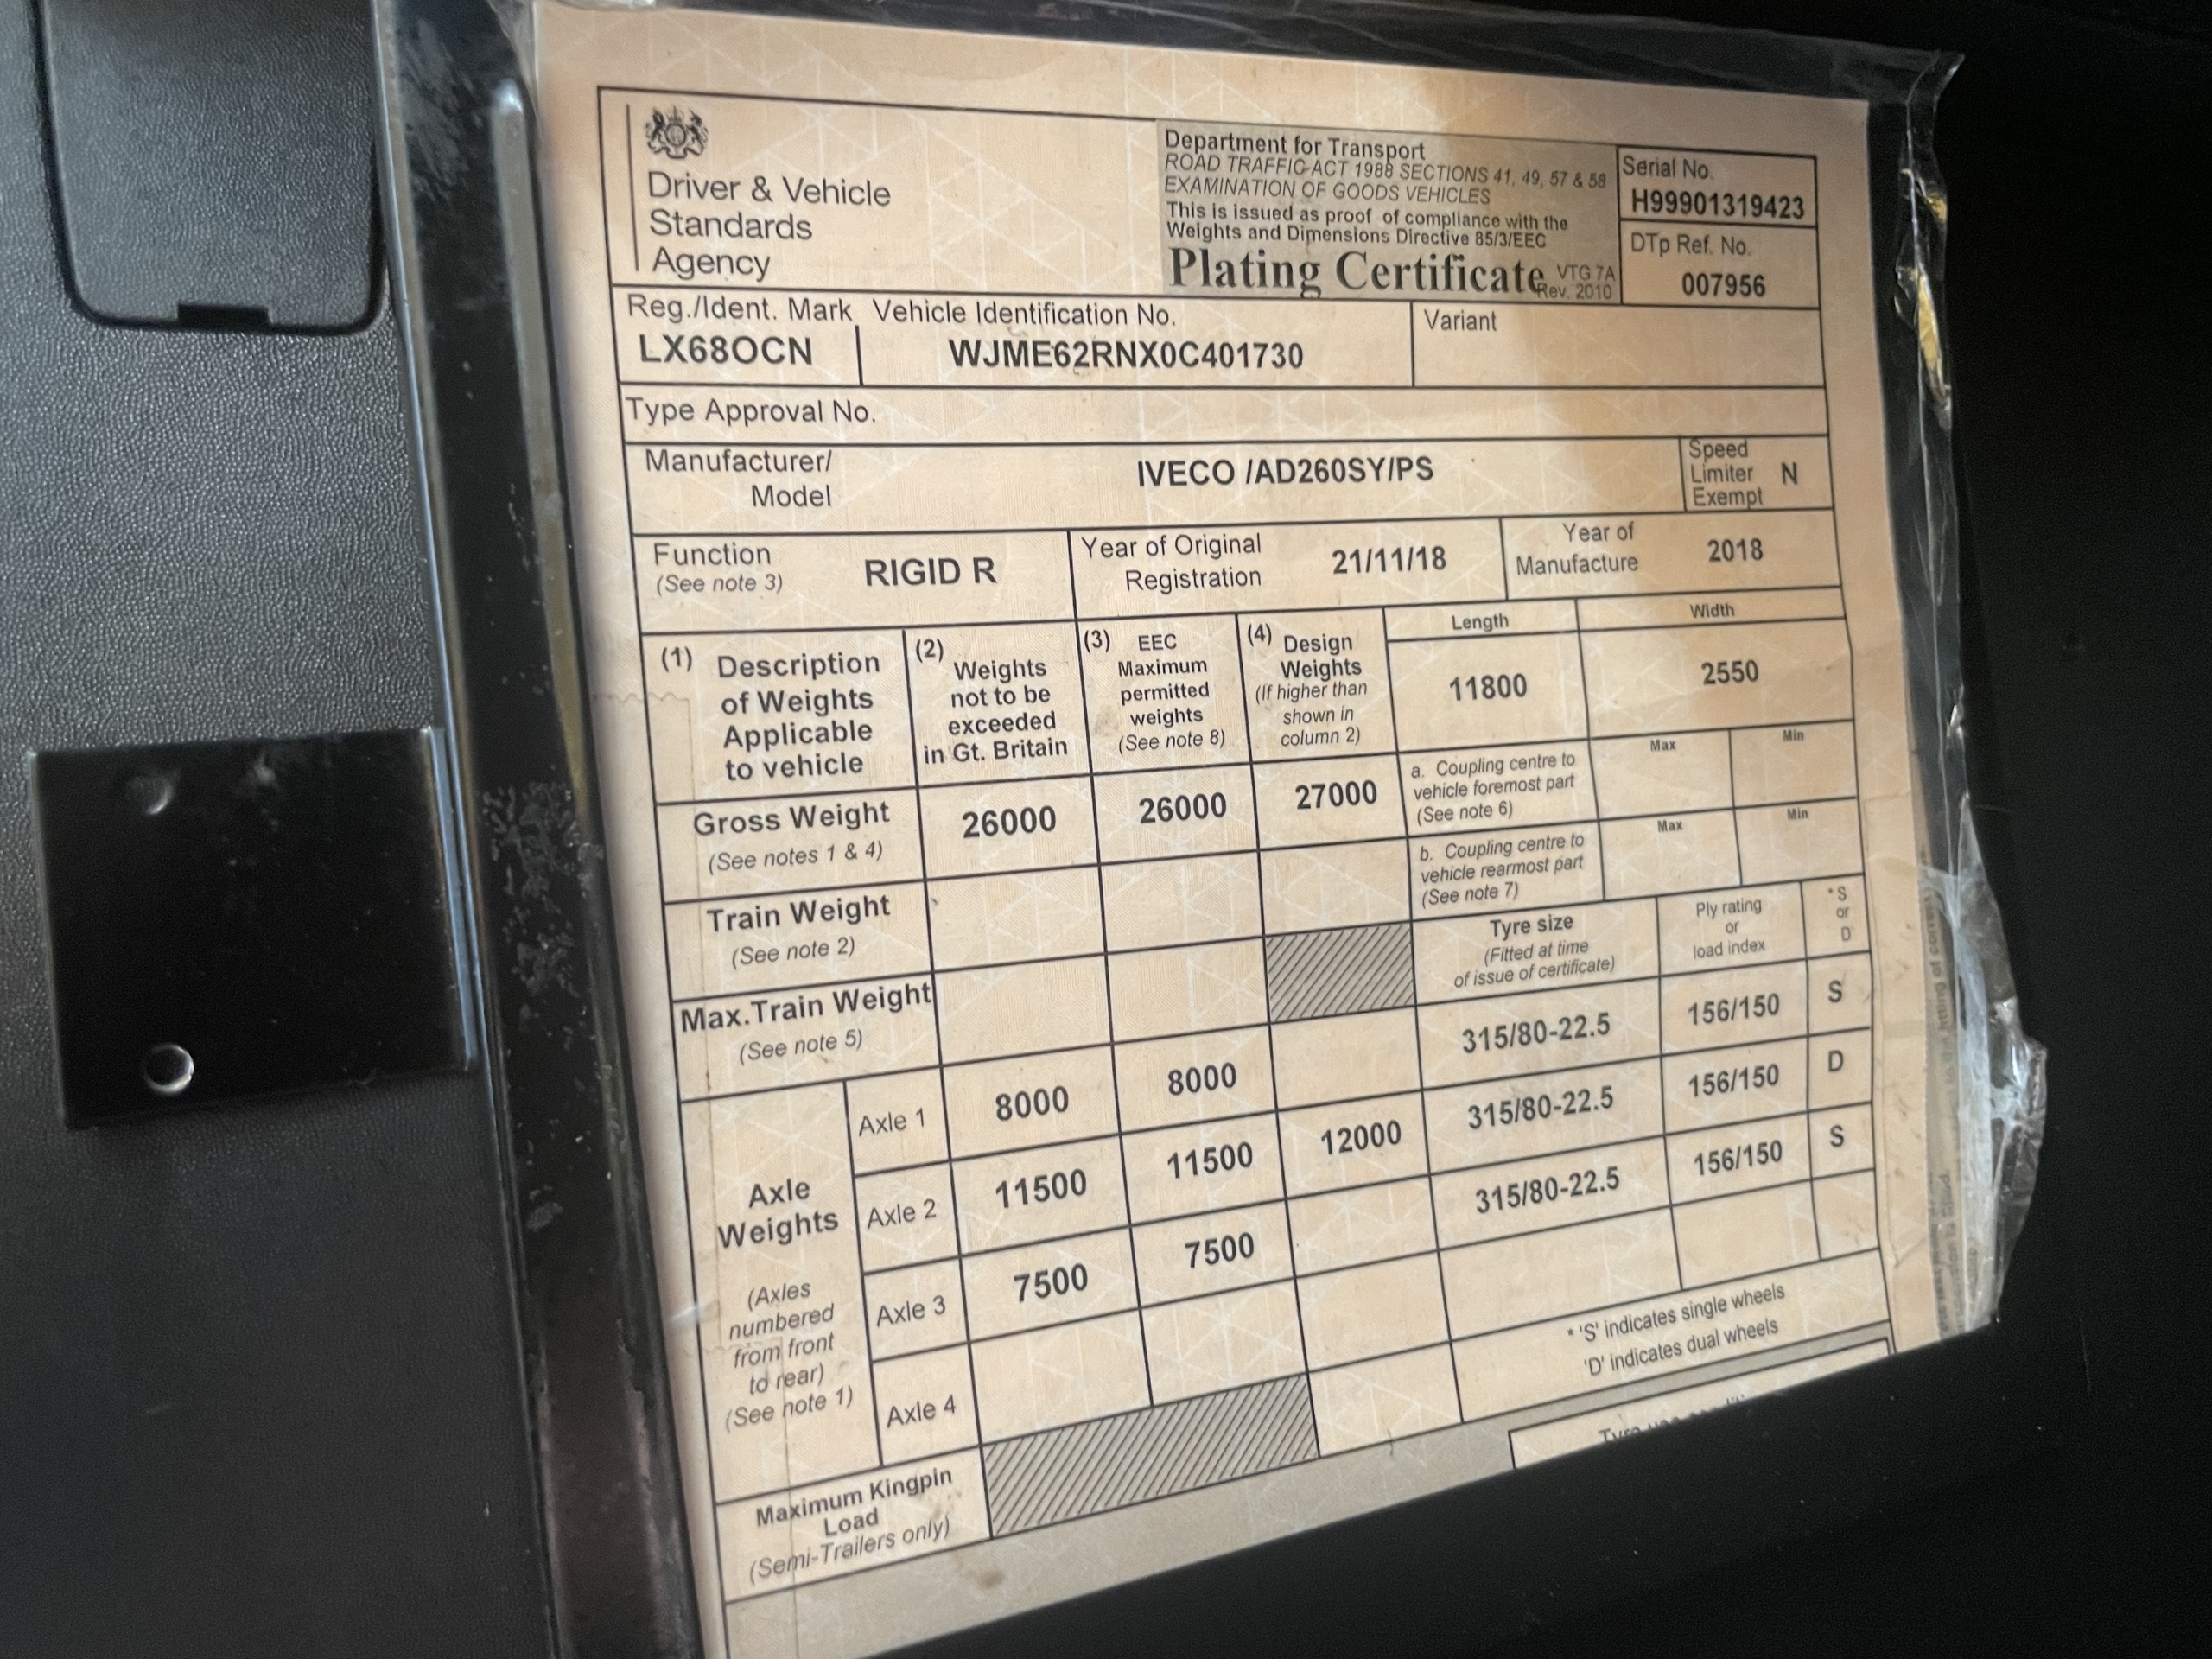 Driver & Vehicle
Standards
Agency
Department for Transport
ROAD TRAFFIC ACT 1988 SECTIONS 41, 49, 57 & 58
EXAMINATION OF GOODS VEHICLES
This is issued as proof of compliance with the
Weights and Dimensions Directive 85/3/EEC
Plating Certificate VTG 7A
Rev. 2010
Serial No.
H99901319423
DTp Ref. No.
007956
Reg./Ident. Mark Vehicle Identification No. Variant
LX68OCN WJME62RNX0C401730
Type Approval No.
Manufacturer/
Model
IVECO /AD260SY/PS
Speed
Limiter N
Exempt
Function
(See note 3)
RIGID R
Year of Original
Registration
21/11/18
Year of
Manufacture
2018
(1) Description
of Weights
Applicable
to vehicle
(2) Weights
not to be
exceeded
in Gt. Britain
(3) EEC
Maximum
permitted
weights
(See note 8)
(4) Design
Weights
(If higher than
shown in
column 2)
Length
11800
Width
2550
Gross Weight
(See notes 1 & 4)
26000 26000 27000
a. Coupling centre to
vehicle foremost part
(See note 6)
Max Min
b. Coupling centre to
vehicle rearmost part
(See note 7)
Max Min
Train Weight
(See note 2)
Max.Train Weight
(See note 5)
Tyre size
(Fitted at time
of issue of certificate)
Ply rating
or
load index
*S
or
D
Axle
Weights
(Axles
numbered
from front
to rear)
(See note 1)
Axle 1 8000 8000 315/80-22.5 156/150 S
Axle 2 11500 11500 12000 315/80-22.5 156/150 D
Axle 3 7500 7500 315/80-22.5 156/150 S
Axle 4
* 'S' indicates single wheels
'D' indicates dual wheels
Maximum Kingpin
Load
(Semi-Trailers only)